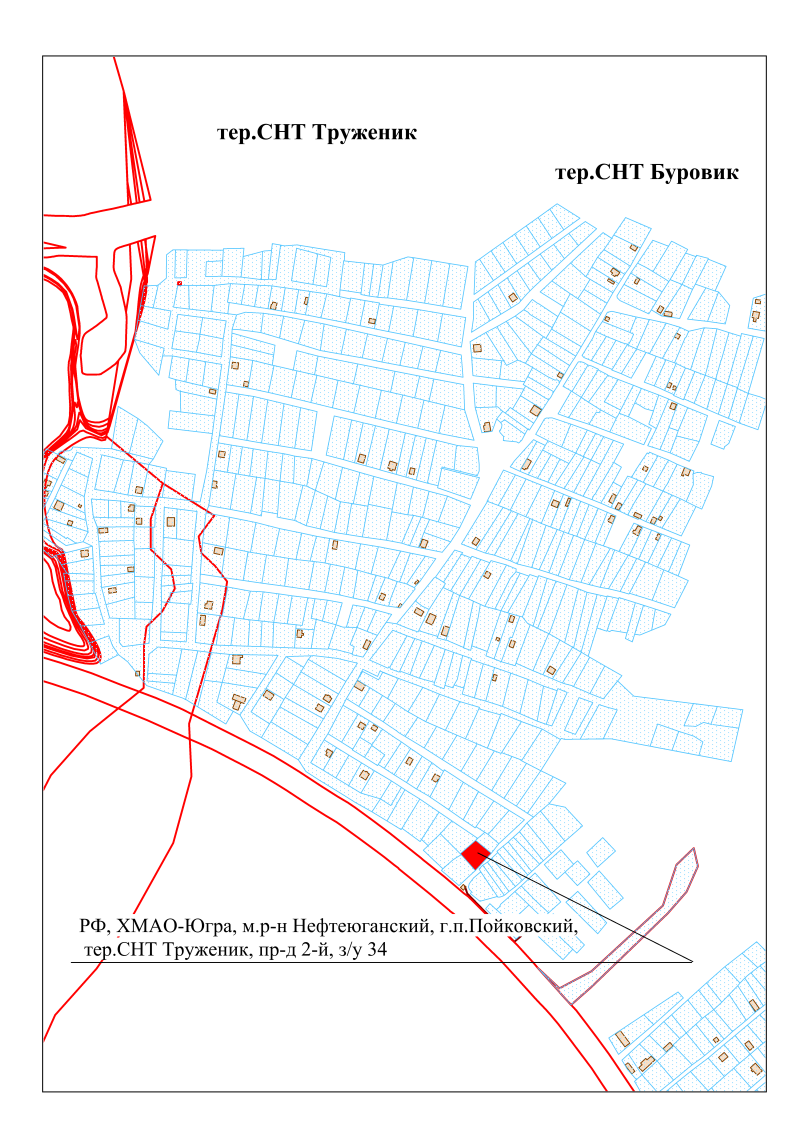 тер.СНТ Труженик
тер.СНТ Буровик
РФ, ХМАО-Югра, м.р-н Нефтеюганский, г.п.Пойковский,
тер.СНТ Труженик, пр-д 2-й, з/у 34